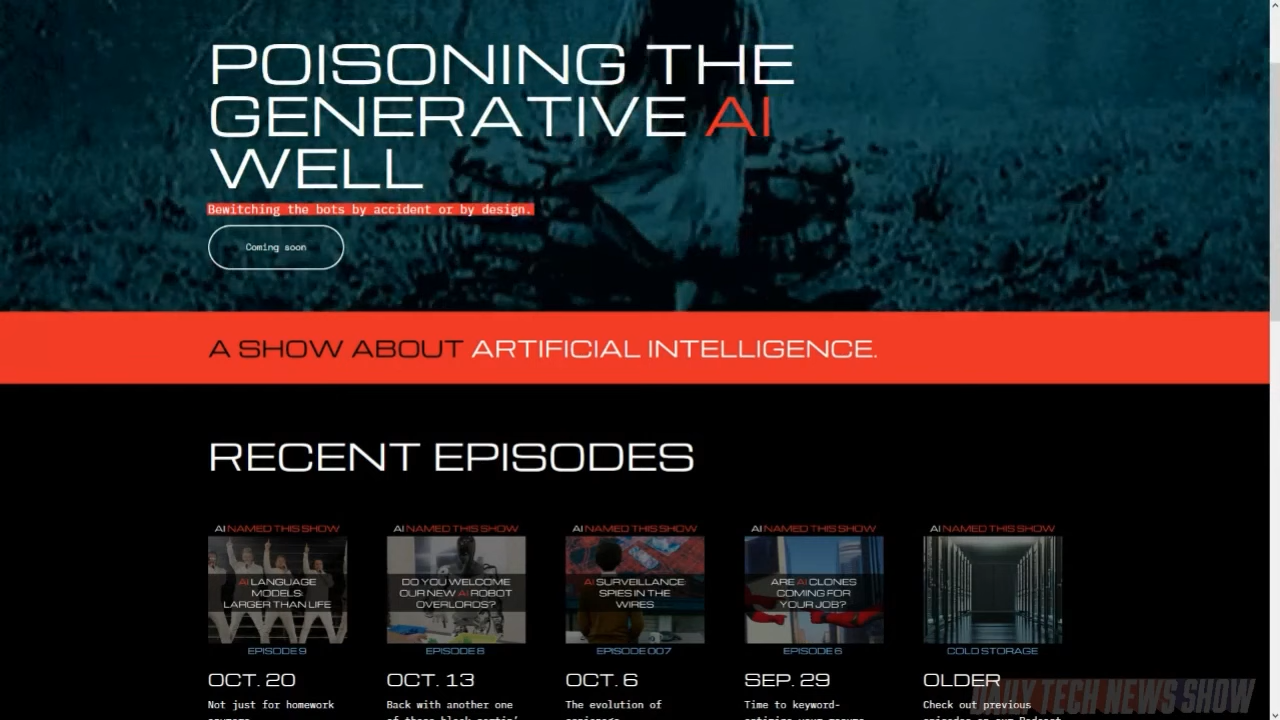 POISONING THE
GENERATIVE AI
WELL
Bewitching the bots by accident or by design.
Coming soon
A SHOW ABOUT ARTIFICIAL INTELLIGENCE.
RECENT EPISODES
AI NAMED THIS SHOW
AI LANGUAGE
MODELS:
LARGER THAN LIFE
EPISODE 9
OCT. 20
Not just for homework
AI NAMED THIS SHOW
DO YOU WELCOME
OUR NEW AI ROBOT
OVERLORDS?
EPISODE 8
OCT. 13
Back with another one
AI NAMED THIS SHOW
AI SURVEILLANCE
SPIES IN THE
WIRES
EPISODE 007
OCT. 6
The evolution of
AI NAMED THIS SHOW
ARE AI CLONES
COMING FOR
YOUR JOB?
EPISODE 6
SEP. 29
Time to keyword-
AI NAMED THIS SHOW
COLD STORAGE
OLDER
Check out previous
DAILY TECH NEWS SHOW